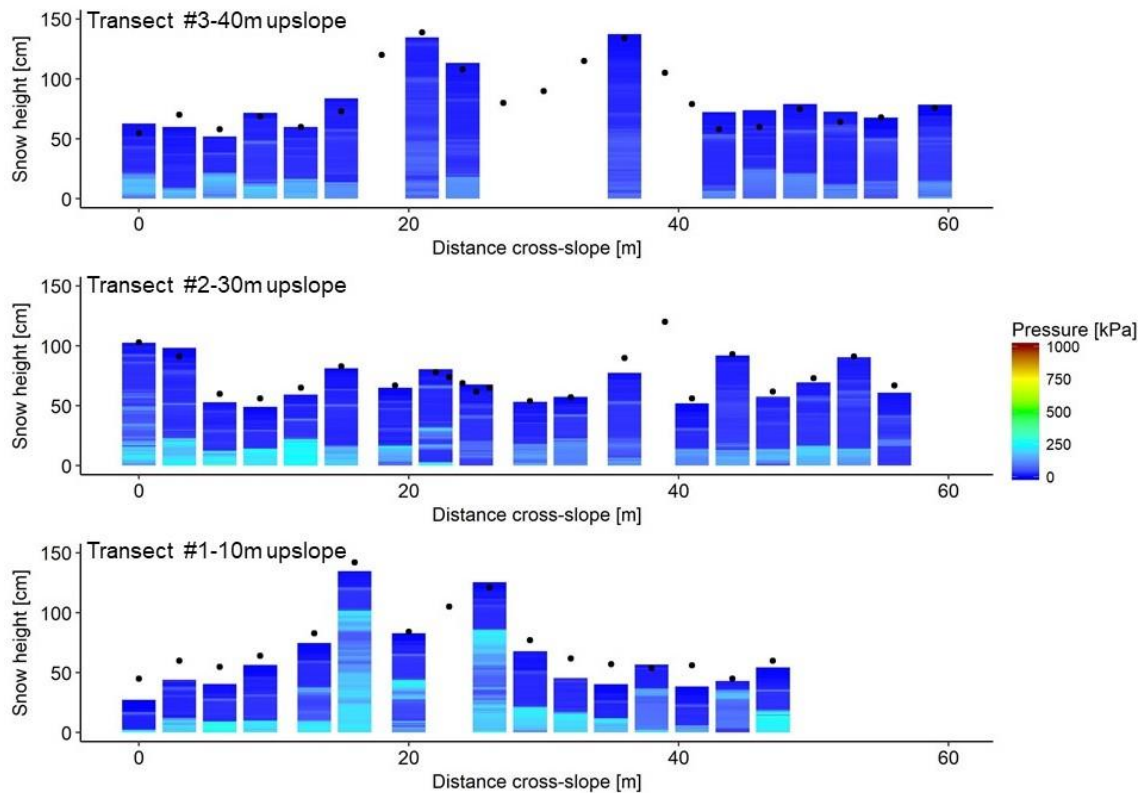 Transect #3-40m upslope
Snow height [cm]
150
100
50
0
0 20 40 60
Distance cross-slope [m]
Transect #2-30m upslope
Snow height [cm]
150
100
50
0
0 20 40 60
Distance cross-slope [m]
Pressure [kPa]
1000
750
500
250
0
Transect #1-10m upslope
Snow height [cm]
150
100
50
0
0 20 40 60
Distance cross-slope [m]